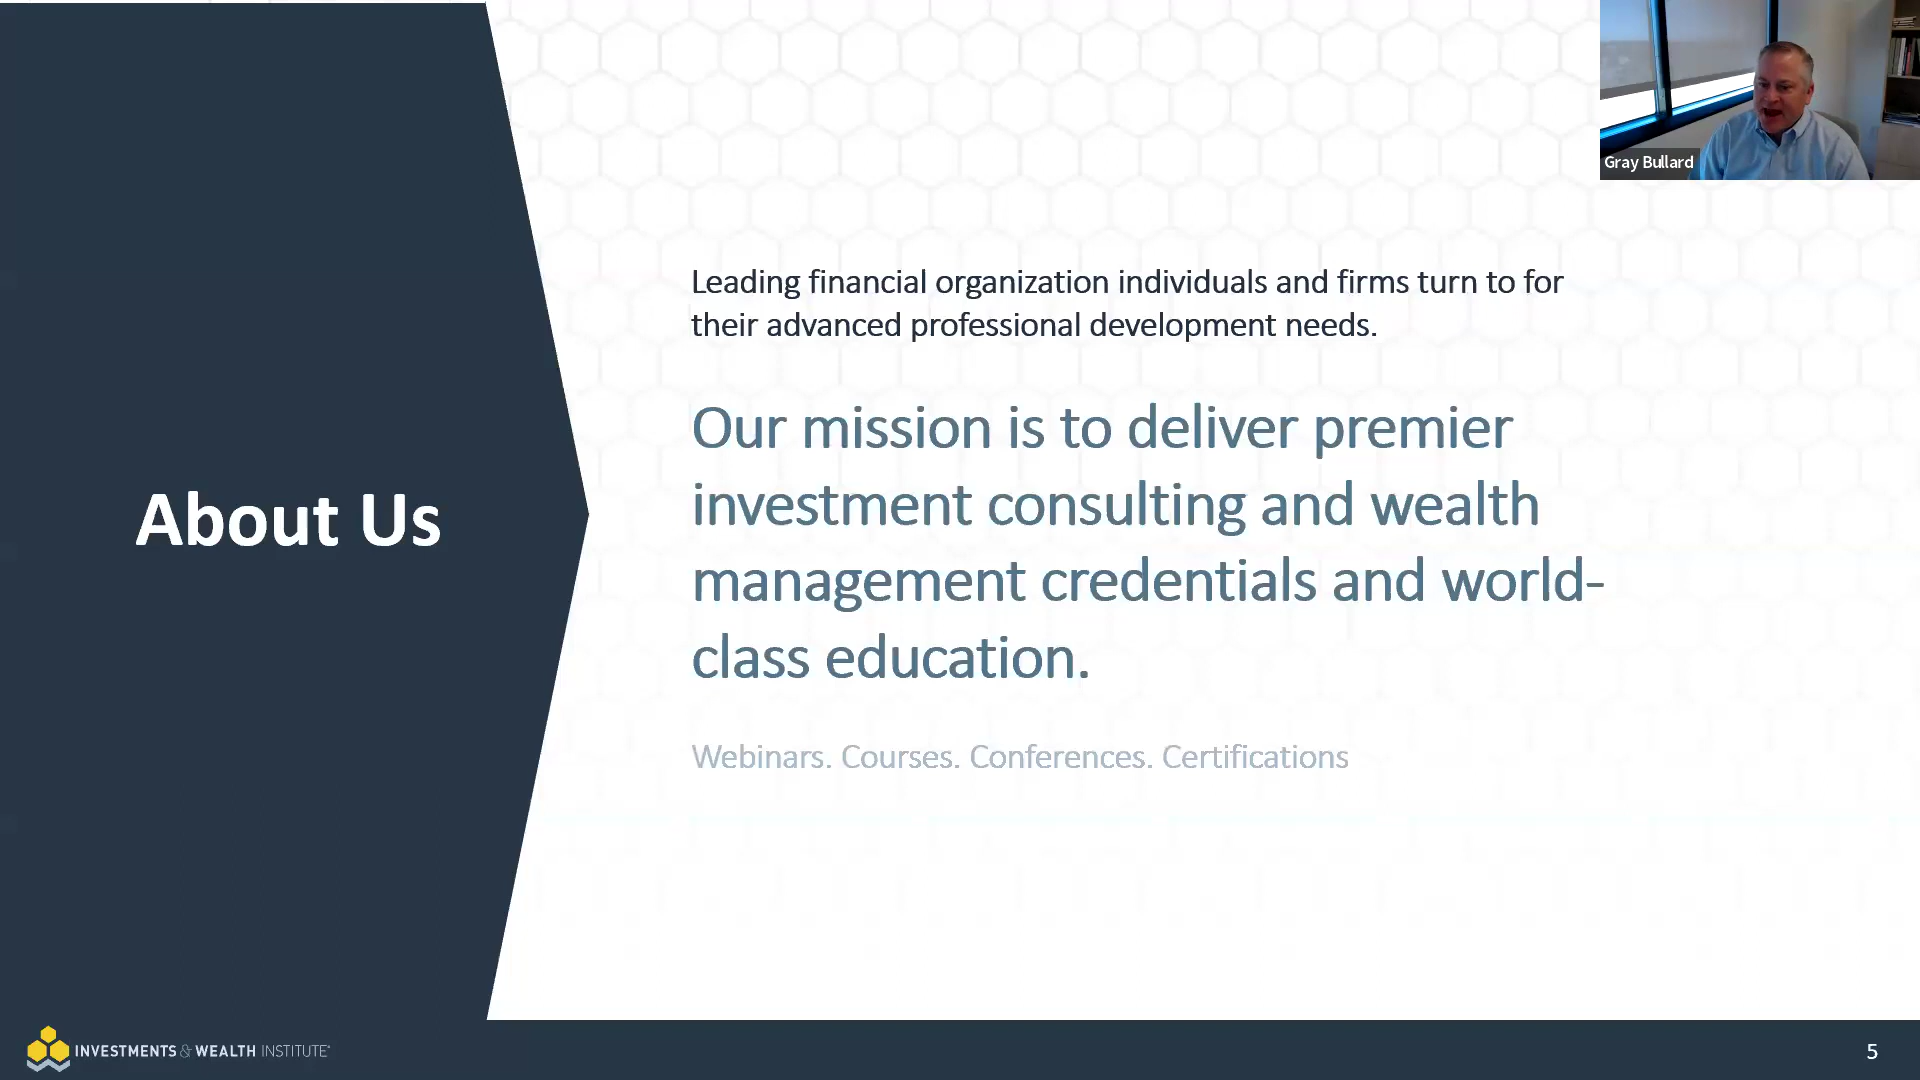 Gray Bullard
Leading financial organization individuals and firms turn to for
their advanced professional development needs.
Our mission is to deliver premier
investment consulting and wealth
management credentials and world-
class education.
About Us
Webinars. Courses. Conferences. Certifications
INVESTMENTS & WEALTH INSTITUTE®
5